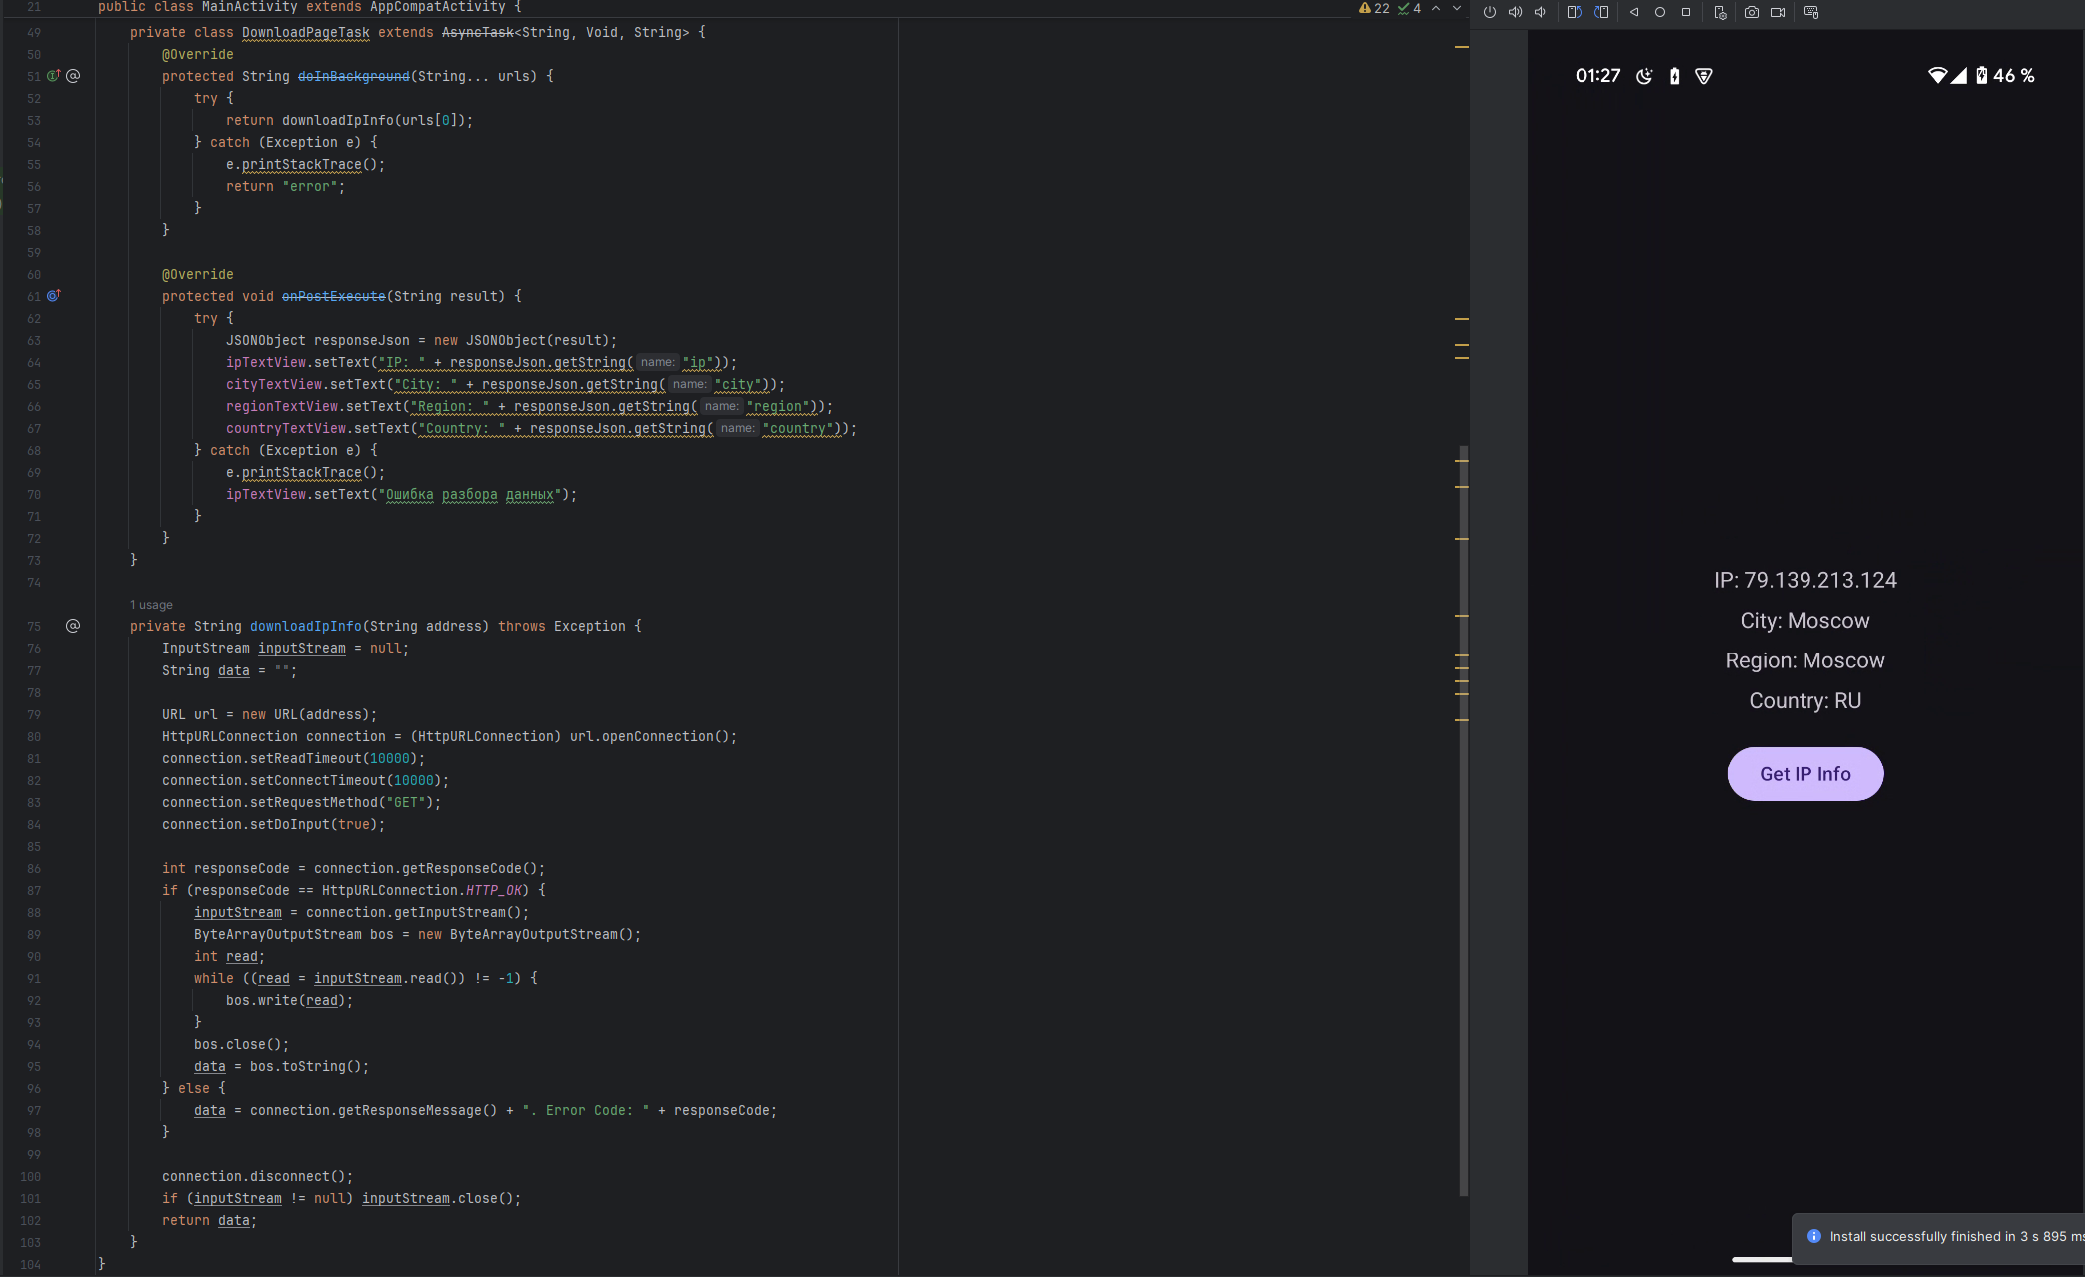 21 public class MainActivity extends AppCompatActivity {
22 4
49 private class DownloadPageTask extends AsyncTask<String, Void, String> {
50 @Override
51 protected String doInBackground(String... urls) {
52 try {
53 return downloadIpInfo(urls[0]);
54 } catch (Exception e) {
55 e.printStackTrace();
56 return "error";
57 }
58 }
59
60 @Override
61 protected void onPostExecute(String result) {
62 try {
63 JSONObject responseJson = new JSONObject(result);
64 ipTextView.setText("IP: " + responseJson.getString( name: "ip"));
65 cityTextView.setText("City: " + responseJson.getString( name: "city"));
66 regionTextView.setText("Region: " + responseJson.getString( name: "region"));
67 countryTextView.setText("Country: " + responseJson.getString( name: "country"));
68 } catch (Exception e) {
69 e.printStackTrace();
70 ipTextView.setText("Ошибка разбора данных");
71 }
72 }
73 }
74
1 usage
75 private String downloadIpInfo(String address) throws Exception {
76 InputStream inputStream = null;
77 String data = "";
78
79 URL url = new URL(address);
80 HttpURLConnection connection = (HttpURLConnection) url.openConnection();
81 connection.setReadTimeout(10000);
82 connection.setConnectTimeout(10000);
83 connection.setRequestMethod("GET");
84 connection.setDoInput(true);
85
86 int responseCode = connection.getResponseCode();
87 if (responseCode == HttpURLConnection.HTTP_OK) {
88 inputStream = connection.getInputStream();
89 ByteArrayOutputStream bos = new ByteArrayOutputStream();
90 int read;
91 while ((read = inputStream.read()) != -1) {
92 bos.write(read);
93 }
94 bos.close();
95 data = bos.toString();
96 } else {
97 data = connection.getResponseMessage() + ". Error Code: " + responseCode;
98 }
99
100 connection.disconnect();
101 if (inputStream != null) inputStream.close();
102 return data;
103 }
104 }
01:27 46 %
IP: 79.139.213.124
City: Moscow
Region: Moscow
Country: RU
Get IP Info
Install successfully finished in 3 s 895 ms